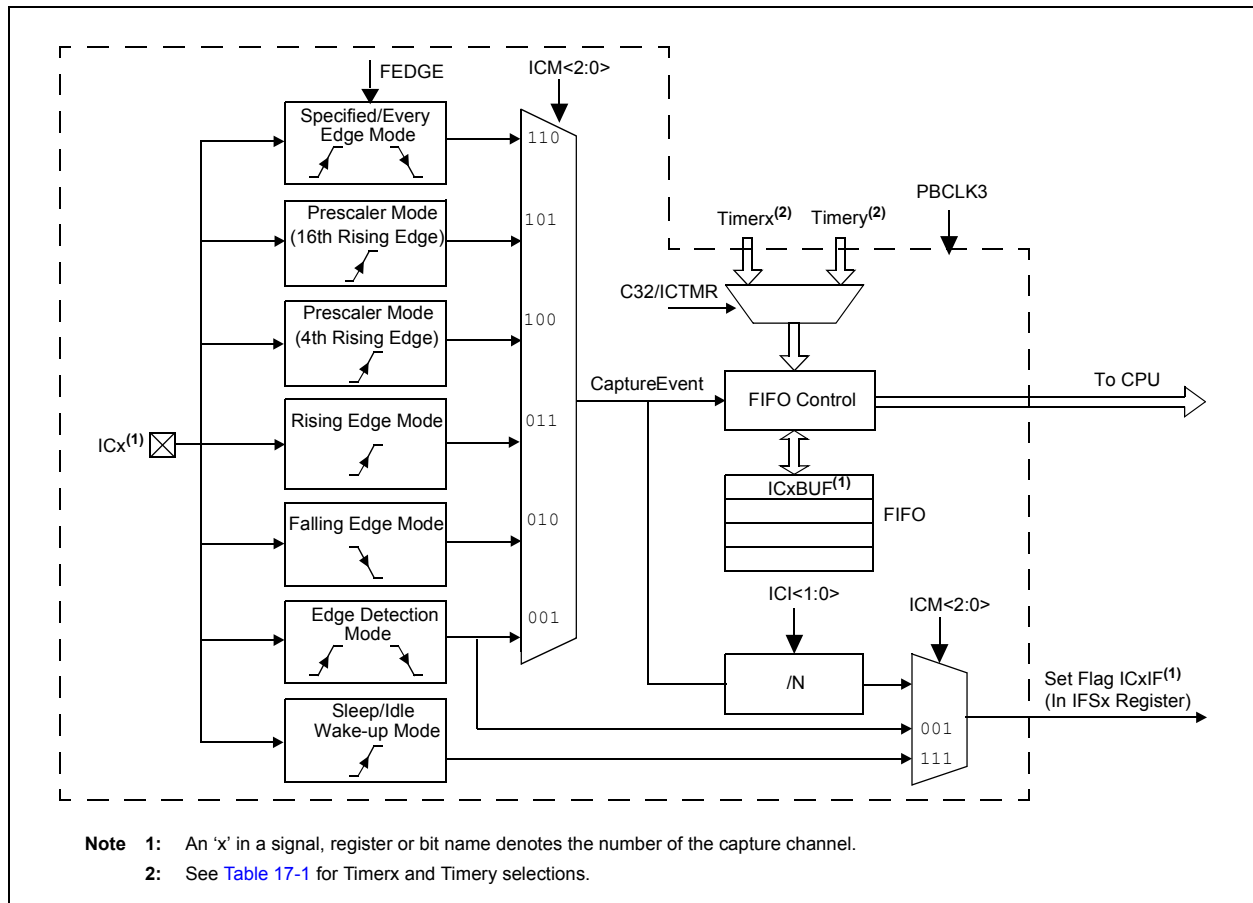 FEDGE
ICM<2:0>
Specified/Every
Edge Mode
110
Prescaler Mode
(16th Rising Edge)
101
Prescaler Mode
(4th Rising Edge)
100
Rising Edge Mode
011
Falling Edge Mode
010
Edge Detection
Mode
001
Sleep/Idle
Wake-up Mode
ICx(1)
PBCLK3
Timerx(2)
Timery(2)
C32/ICTMR
CaptureEvent
FIFO Control
To CPU
ICxBUF(1)
FIFO
ICI<1:0>
ICM<2:0>
/N
001
111
Set Flag ICxIF(1)
(In IFSx Register)
Note 1: An ‘x’ in a signal, register or bit name denotes the number of the capture channel.
2: See Table 17-1 for Timerx and Timery selections.